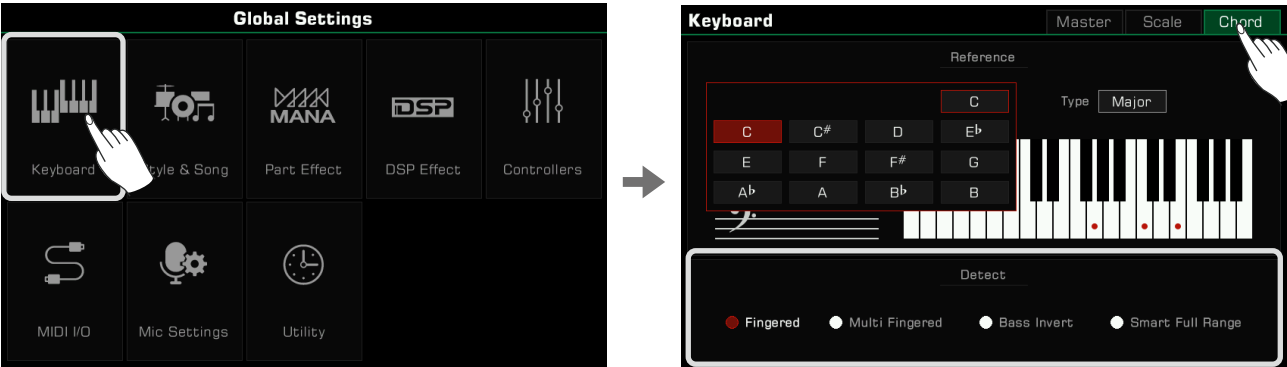 Global Settings
Keyboard
Style & Song
MANA
Part Effect
DSP
DSP Effect
Controllers
MIDI I/O
Mic Settings
Utility
Keyboard
Master Scale Chord
Reference
C
Type Major
C C# D E♭
E F F# G
A♭ A B♭ B
Detect
Fingered Multi Fingered Bass Invert Smart Full Range